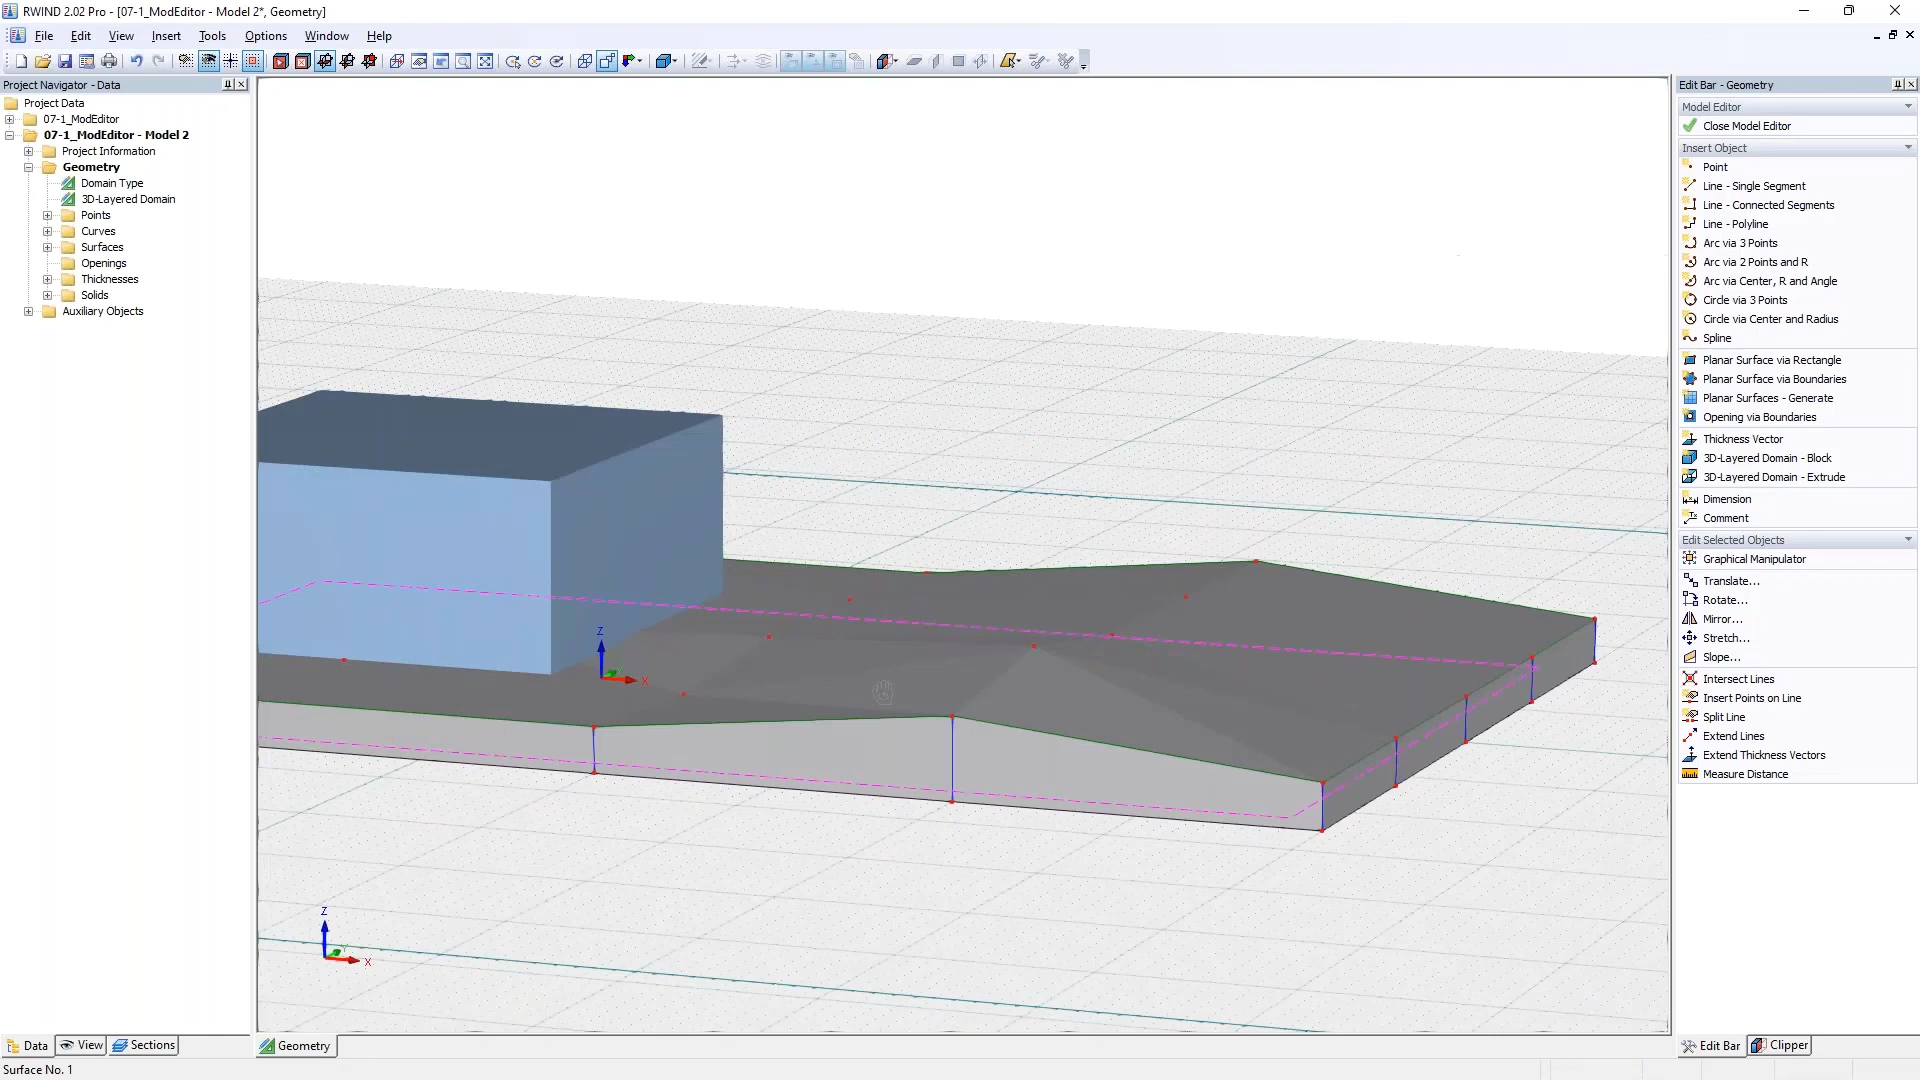 RWIND 2.02 Pro - [07-1_ModEditor - Model 2*, Geometry]
File Edit View Insert Tools Options Window Help
Project Navigator - Data
Project Data
07-1_ModEditor
07-1_ModEditor - Model 2
Project Information
Geometry
Domain Type
3D-Layered Domain
Points
Curves
Surfaces
Openings
Thicknesses
Solids
Auxiliary Objects
Z
X
Z
Y
X
Edit Bar - Geometry
Model Editor
Close Model Editor
Insert Object
Point
Line - Single Segment
Line - Connected Segments
Line - Polyline
Arc via 3 Points
Arc via 2 Points and R
Arc via Center, R and Angle
Circle via 3 Points
Circle via Center and Radius
Spline
Planar Surface via Rectangle
Planar Surface via Boundaries
Planar Surfaces - Generate
Opening via Boundaries
Thickness Vector
3D-Layered Domain - Block
3D-Layered Domain - Extrude
Dimension
Comment
Edit Selected Objects
Graphical Manipulator
Translate...
Rotate...
Mirror...
Stretch...
Slope...
Intersect Lines
Insert Points on Line
Split Line
Extend Lines
Extend Thickness Vectors
Measure Distance
Data View Sections
Geometry
Edit Bar Clipper
Surface No. 1